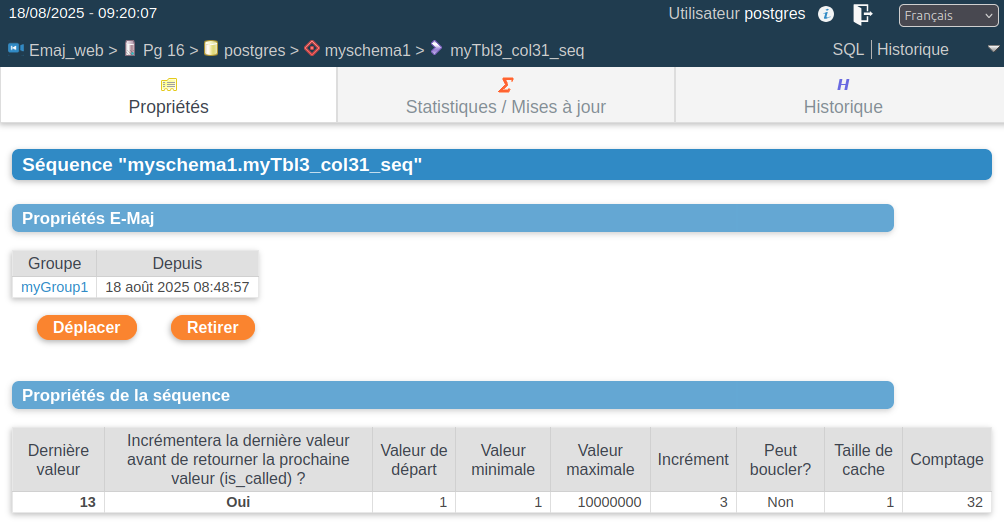 18/08/2025 - 09:20:07
Utilisateur postgres
Français
Emaj_web > Pg 16 > postgres > myschema1 > myTbl3_col31_seq
SQL | Historique
Propriétés
Statistiques / Mises à jour
Historique
Séquence "myschema1.myTbl3_col31_seq"
Propriétés E-Maj
Groupe Depuis
myGroup1 18 août 2025 08:48:57
Déplacer Retirer
Propriétés de la séquence
Dernière valeur
Incrémentera la dernière valeur
avant de retourner la prochaine
valeur (is_called) ?
Valeur de
départ
Valeur
minimale
Valeur
maximale
Incrément
Peut
boucler?
Taille de
cache
Comptage
13 Oui 1 1 10000000 3 Non 1 32